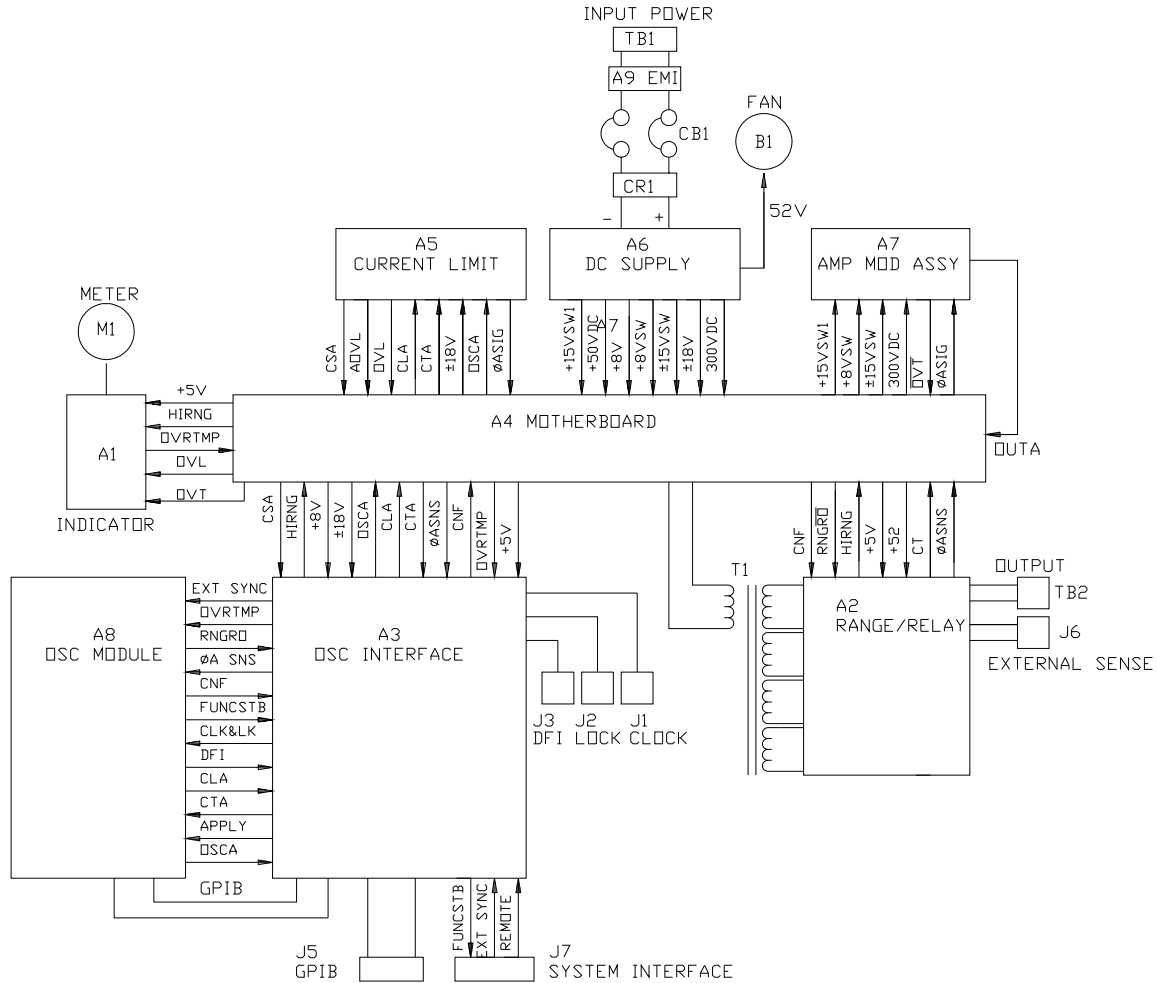 INPUT POWER
TB1
A9 EMI
CB1
FAN
B1
CR1
- +
52V
A5
CURRENT LIMIT
A6
DC SUPPLY
A7
AMP MOD ASSY
METER
M1
CSA
AOVL
OVL
CLA
CTA
±18V
OSCA
ØASIG
+15VSW1
+50VDC
7
+8V
+8VSW
±15VSW
±18V
300VDC
+15VSW1
+8VSW
±15VSW
300VDC
OVT
ØASIG
+5V
HIRNG
OVRTMP
OVL
OVT
A1
INDICATOR
A4 MOTHERBOARD
OUTA
CSA
HIRNG
+8V
±18V
OSCA
CLA
CTA
ØASNS
CNF
OVRTMP
+5V
CNF
RNGRO
HIRNG
+5V
+52
CT
ØASNS
T1
OUTPUT
TB2
J6
EXTERNAL SENSE
A2
RANGE/RELAY
A8
OSC MODULE
EXT SYNC
OVRTMP
RNGRO
ØA SNS
CNF
FUNCSTB
CLK&LK
DFI
CLA
CTA
APPLY
OSCA
GPIB
A3
OSC INTERFACE
J3 J2 J1
DFI LOCK CLOCK
FUNCSTB
EXT SYNC
REMOTE
J5
GPIB
J7
SYSTEM INTERFACE